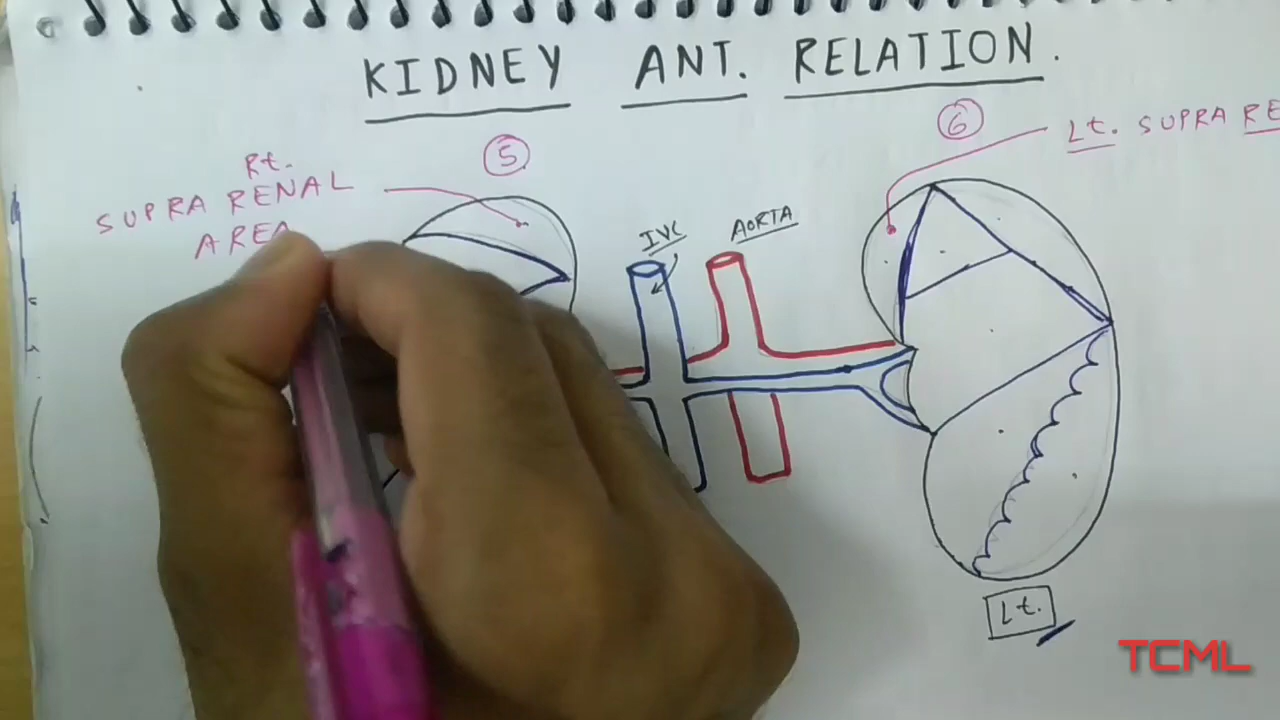 KIDNEY ANT. RELATION.
5
6
Rt.
SUPRA RENAL
AREA
Lt. SUPRA RE
IVC
AORTA
Lt.
TCML